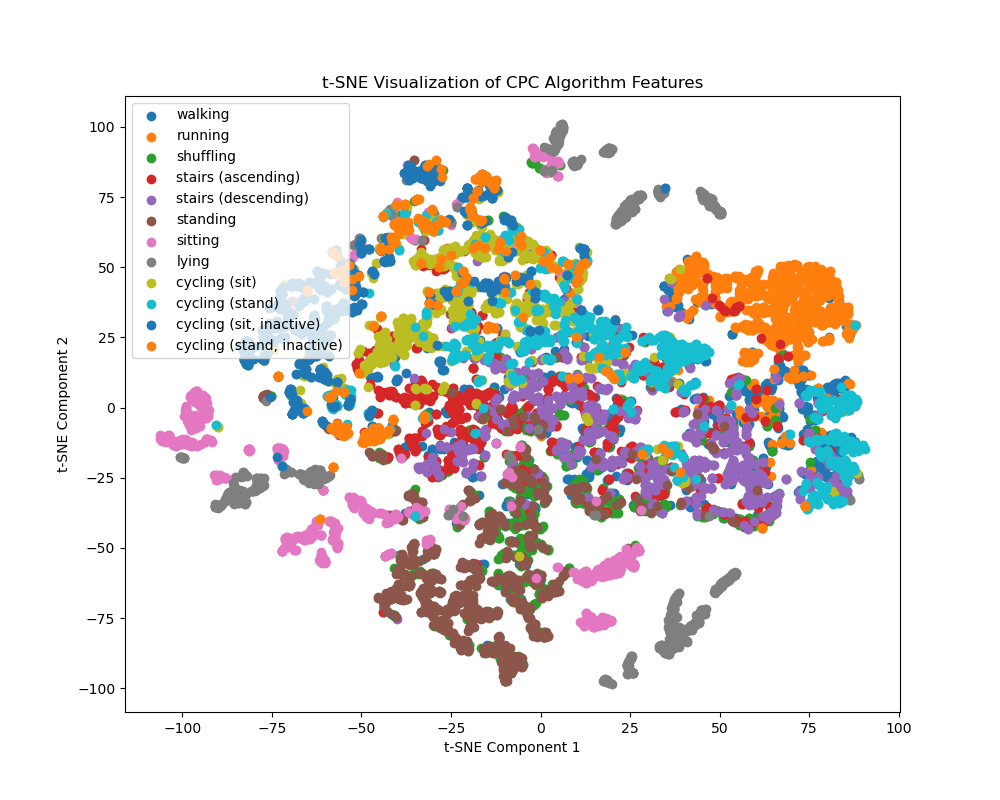 t-SNE Visualization of CPC Algorithm Features
walking
running
shuffling
stairs (ascending)
stairs (descending)
standing
sitting
lying
cycling (sit)
cycling (stand)
cycling (sit, inactive)
cycling (stand, inactive)
100
75
50
25
0
−25
−50
−75
−100
t-SNE Component 2
−100
−75
−50
−25
0
25
50
75
100
t-SNE Component 1